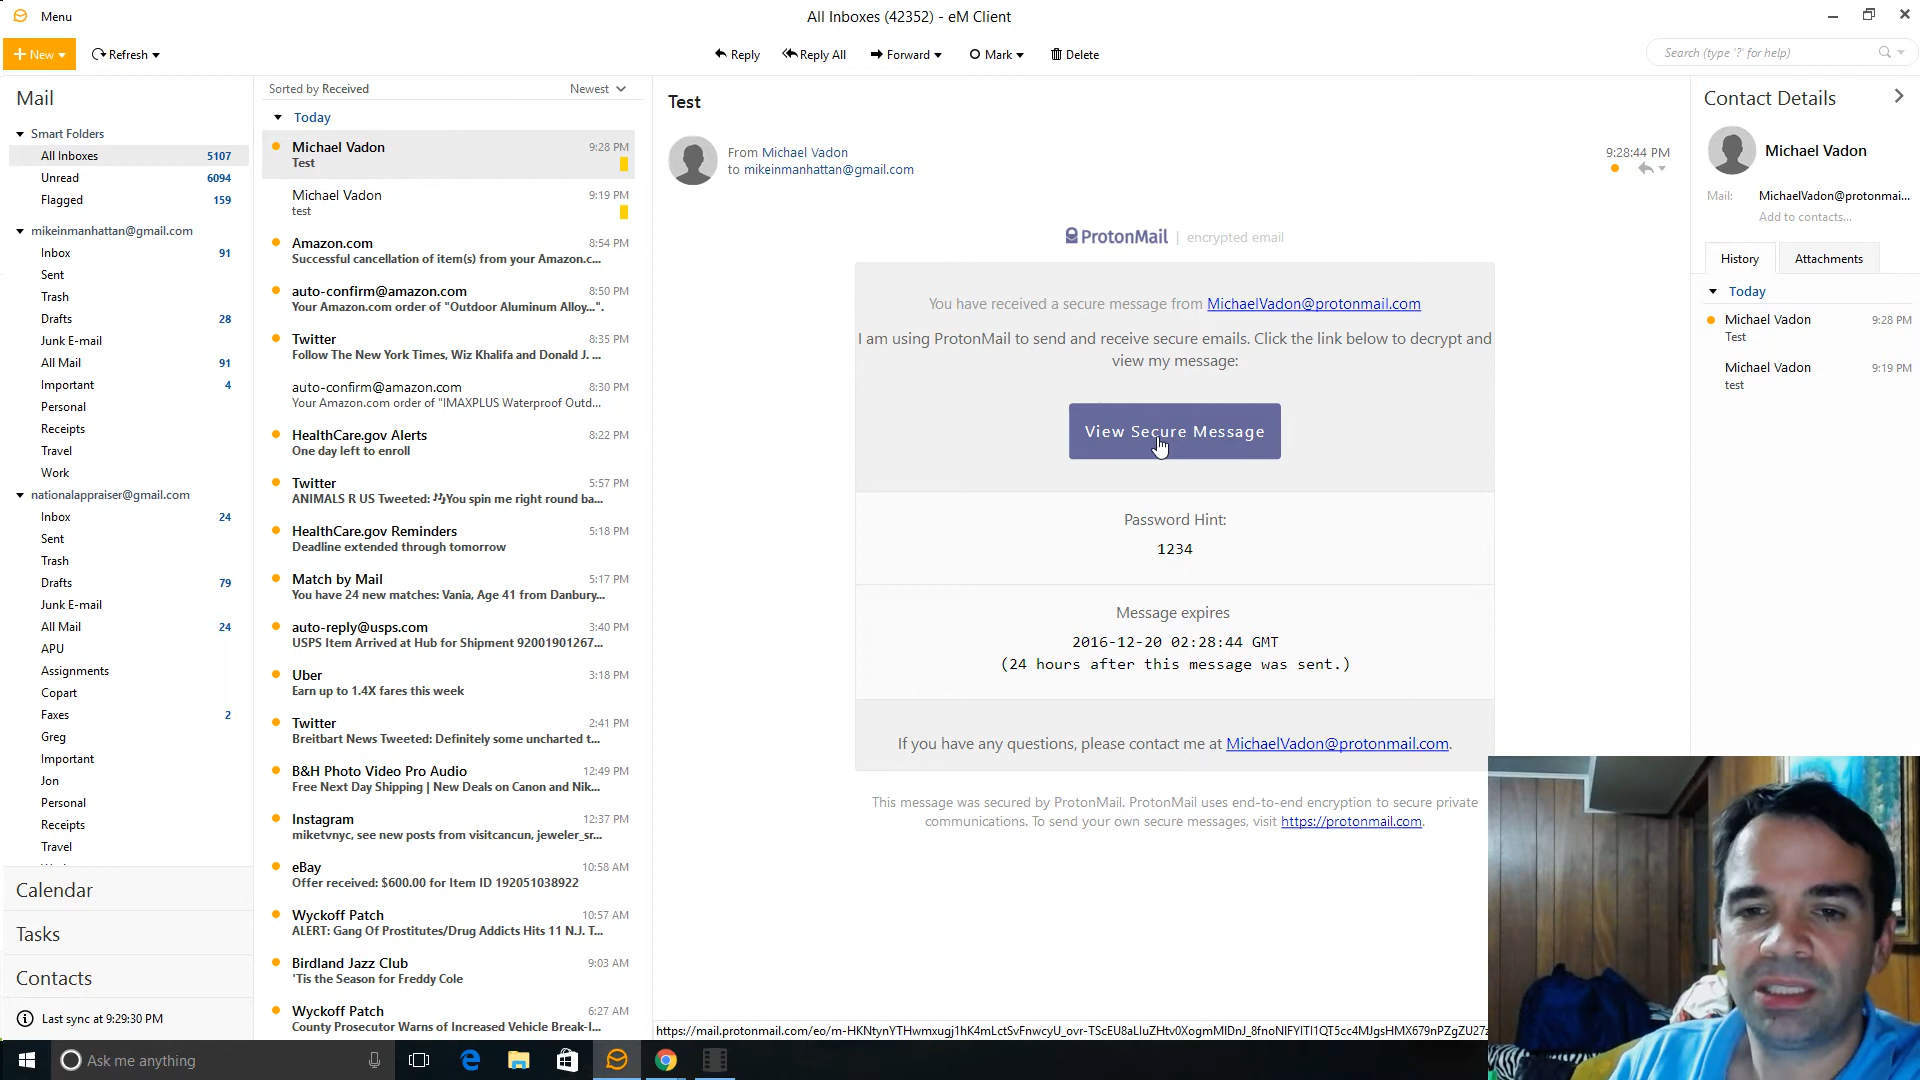 Menu
All Inboxes (42352) - eM Client
New
Refresh
Reply
Reply All
Forward
Mark
Delete
Search (type '?' for help)
Mail
Smart Folders
All Inboxes 5107
Unread 6094
Flagged 159
mikeinmanhattan@gmail.com
Inbox 91
Sent
Trash
Drafts 28
Junk E-mail
All Mail 91
Important 4
Personal
Receipts
Travel
Work
nationalappraiser@gmail.com
Inbox 24
Sent
Trash
Drafts 79
Junk E-mail
All Mail 24
APU
Assignments
Copart
Faxes 2
Greg
Important
Jon
Personal
Receipts
Travel
Calendar
Tasks
Contacts
Last sync at 9:29:30 PM
Sorted by Received Newest
Today
Michael Vadon 9:28 PM
Test
Michael Vadon 9:19 PM
test
Amazon.com 8:54 PM
Successful cancellation of item(s) from your Amazon.c...
auto-confirm@amazon.com 8:50 PM
Your Amazon.com order of "Outdoor Aluminum Alloy...".
Twitter 8:35 PM
Follow The New York Times, Wiz Khalifa and Donald J. ...
auto-confirm@amazon.com 8:30 PM
Your Amazon.com order of "IMAXPLUS Waterproof Outd...
HealthCare.gov Alerts 8:22 PM
One day left to enroll
Twitter 5:57 PM
ANIMALS R US Tweeted: 🎶You spin me right round ba...
HealthCare.gov Reminders 5:18 PM
Deadline extended through tomorrow
Match by Mail 5:17 PM
You have 24 new matches: Vania, Age 41 from Danbury...
auto-reply@usps.com 3:40 PM
USPS Item Arrived at Hub for Shipment 92001901267...
Uber 3:18 PM
Earn up to 1.4X fares this week
Twitter 2:41 PM
Breitbart News Tweeted: Definitely some uncharted t...
B&H Photo Video Pro Audio 12:49 PM
Free Next Day Shipping | New Deals on Canon and Nik...
Instagram 12:37 PM
miketvnyc, see new posts from visitcancun, jeweler_sr...
eBay 10:58 AM
Offer received: $600.00 for Item ID 192051038922
Wyckoff Patch 10:57 AM
ALERT: Gang Of Prostitutes/Drug Addicts Hits 11 N.J. T...
Birdland Jazz Club 9:03 AM
'Tis the Season for Freddy Cole
Wyckoff Patch 6:27 AM
County Prosecutor Warns of Increased Vehicle Break-I...
Test
From Michael Vadon 9:28:44 PM
to mikeinmanhattan@gmail.com
ProtonMail | encrypted email
You have received a secure message from MichaelVadon@protonmail.com
I am using ProtonMail to send and receive secure emails. Click the link below to decrypt and
view my message:
View Secure Message
Password Hint:
1234
Message expires
2016-12-20 02:28:44 GMT
(24 hours after this message was sent.)
If you have any questions, please contact me at MichaelVadon@protonmail.com.
This message was secured by ProtonMail. ProtonMail uses end-to-end encryption to secure private
communications. To send your own secure messages, visit https://protonmail.com.
Contact Details
Michael Vadon
Mail: MichaelVadon@protonmai...
Add to contacts...
History Attachments
Today
Michael Vadon 9:28 PM
Test
Michael Vadon 9:19 PM
test
Ask me anything